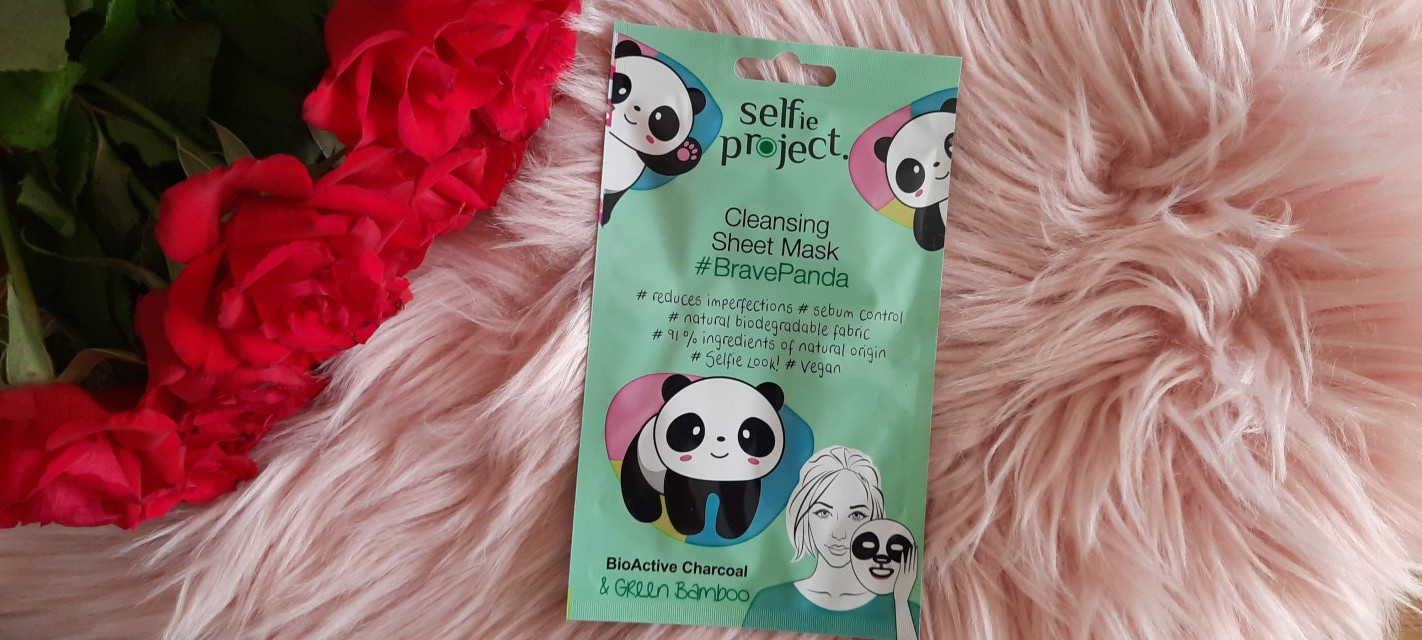 selfie
project.
Cleansing
Sheet Mask
#BravePanda
# reduces imperfections # sebum control
# natural biodegradable fabric
# 91% ingredients of natural origin
# Selfie Look! # Vegan
BioActive Charcoal
& Green Bamboo